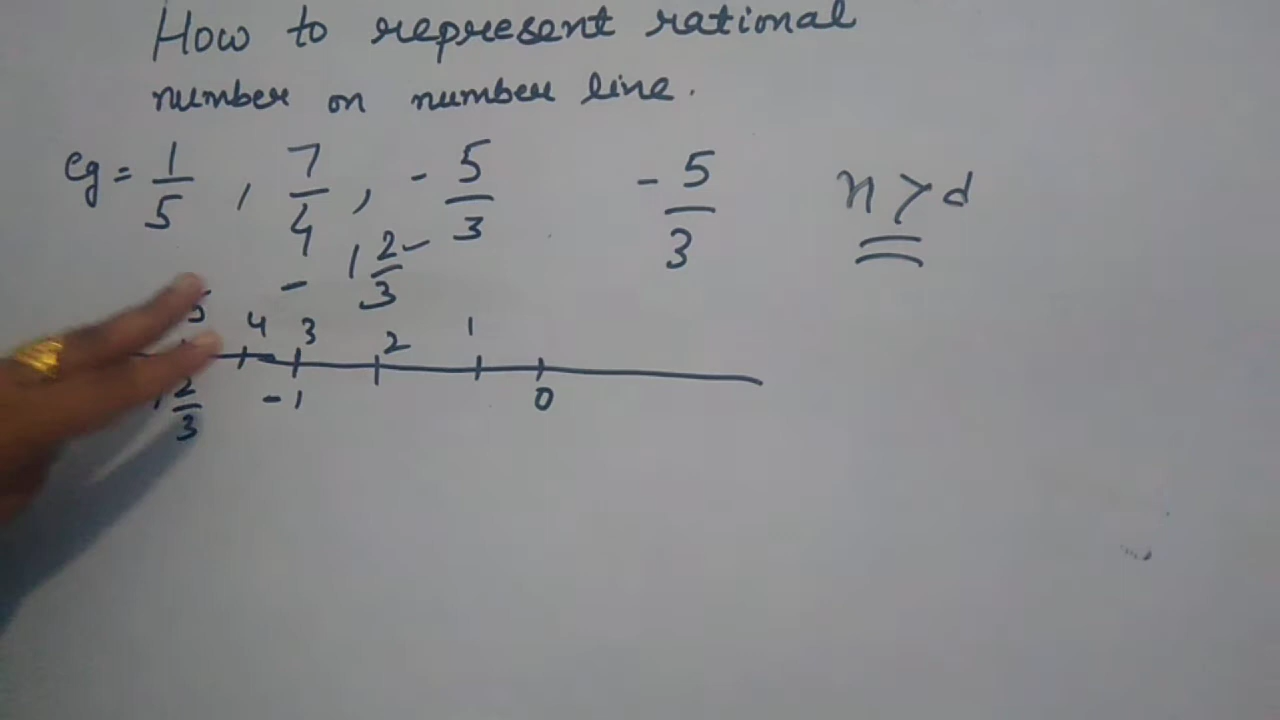 How to represent rational
number on number line.
eg = 1/5 , 7/4 , - 5/3 - 5/3 n > d
- 1 2/3
5 4 3 2 1
2/3 -1 0